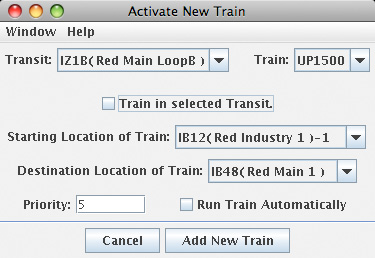 Activate New Train
Window Help
Transit: IZ1B( Red Main LoopB ) Train: UP1500
Train in selected Transit.
Starting Location of Train: IB12( Red Industry 1 )-1
Destination Location of Train: IB48( Red Main 1 )
Priority: 5 Run Train Automatically
Cancel Add New Train